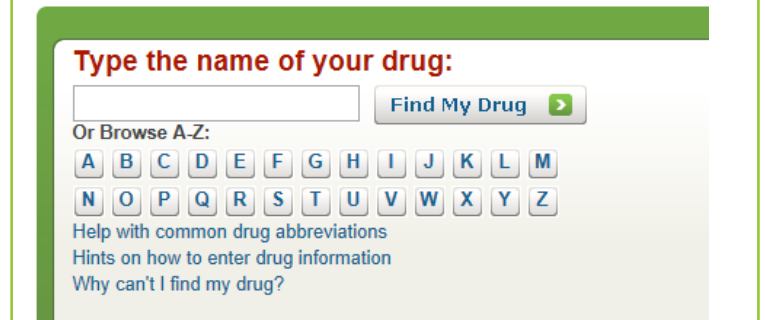 Type the name of your drug:
Find My Drug
Or Browse A-Z:
A B C D E F G H I J K L M
N O P Q R S T U V W X Y Z
Help with common drug abbreviations
Hints on how to enter drug information
Why can't I find my drug?